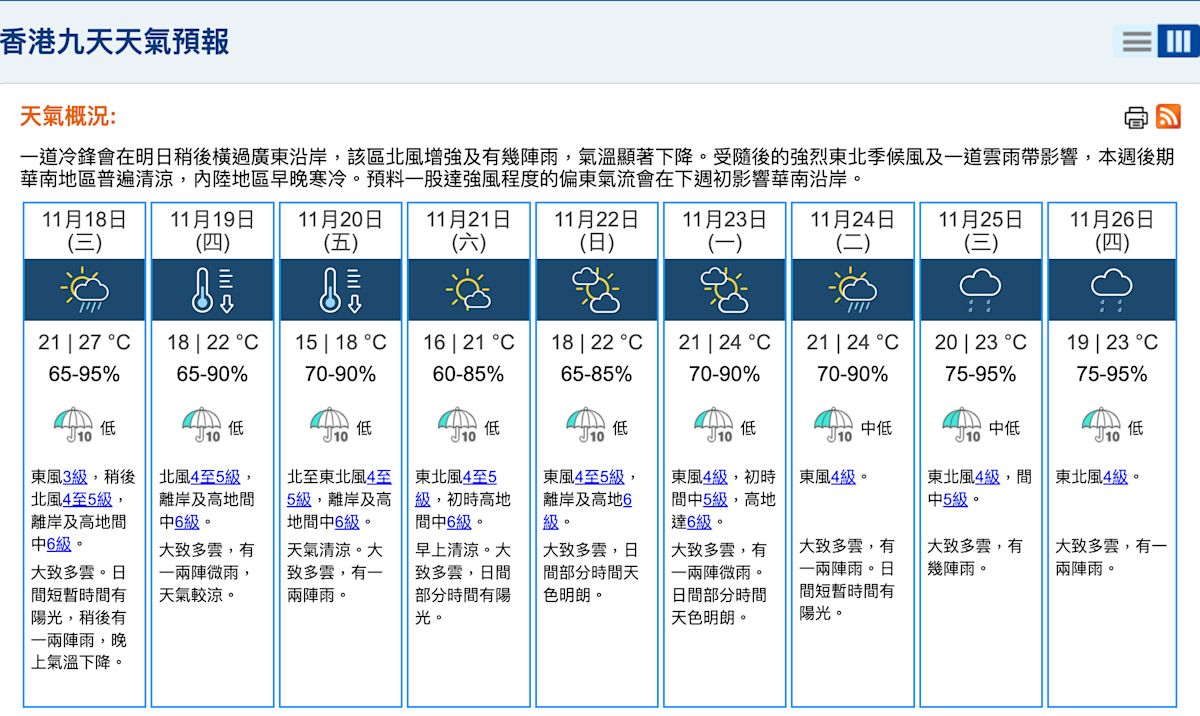 香港九天天氣預報
天氣概況:
一道冷鋒會在明日稍後橫過廣東沿岸，該區北風增強及有幾陣雨，氣溫顯著下降。受隨後的強烈東北季候風及一道雲雨帶影響，本週後期
華南地區普遍清涼，內陸地區早晚寒冷。預料一股達強風程度的偏東氣流會在下週初影響華南沿岸。
11月18日
(三)
21 | 27 °C
65-95%
10 低
東風3級，稍後
北風4至5級，
離岸及高地間
中6級。
大致多雲。日
間短暫時間有
陽光，稍後有
一兩陣雨，晚
上氣溫下降。
11月19日
(四)
18 | 22 °C
65-90%
10 低
北風4至5級，
離岸及高地間
中6級。
大致多雲，有
一兩陣微雨，
天氣較涼。
11月20日
(五)
15 | 18 °C
70-90%
10 低
北至東北風4至
5級，離岸及高
地間中6級。
天氣清涼。大
致多雲，有一
兩陣雨。
11月21日
(六)
16 | 21 °C
60-85%
10 低
東北風4至5
級，初時高地
間中6級。
早上清涼。大
致多雲，日間
部分時間有陽
光。
11月22日
(日)
18 | 22 °C
65-85%
10 低
東風4至5級，
離岸及高地6
級。
大致多雲，日
間部分時間天
色明朗。
11月23日
(一)
21 | 24 °C
70-90%
10 低
東風4級，初時
間中5級，高地
達6級。
大致多雲，有
一兩陣微雨。
日間部分時間
天色明朗。
11月24日
(二)
21 | 24 °C
70-90%
10 中低
東風4級。
大致多雲，有
一兩陣雨。日
間短暫時間有
陽光。
11月25日
(三)
20 | 23 °C
75-95%
10 中低
東北風4級，間
中5級。
大致多雲，有
幾陣雨。
11月26日
(四)
19 | 23 °C
75-95%
10 低
東北風4級。
大致多雲，有一
兩陣雨。